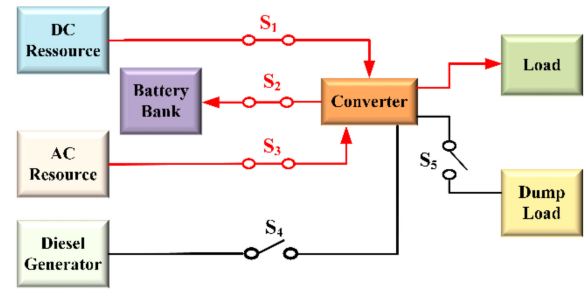 DC
Ressource
S1
Battery
Bank
S2
Converter
Load
AC
Resource
S3
S5
Dump
Load
Diesel
Generator
S4